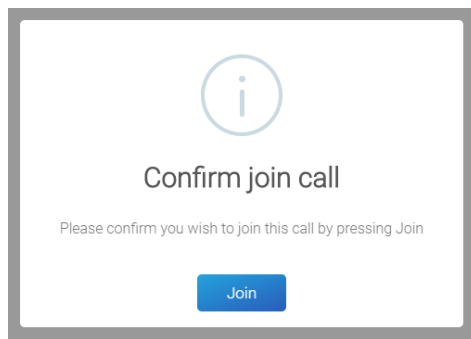 Confirm join call
Please confirm you wish to join this call by pressing Join
Join